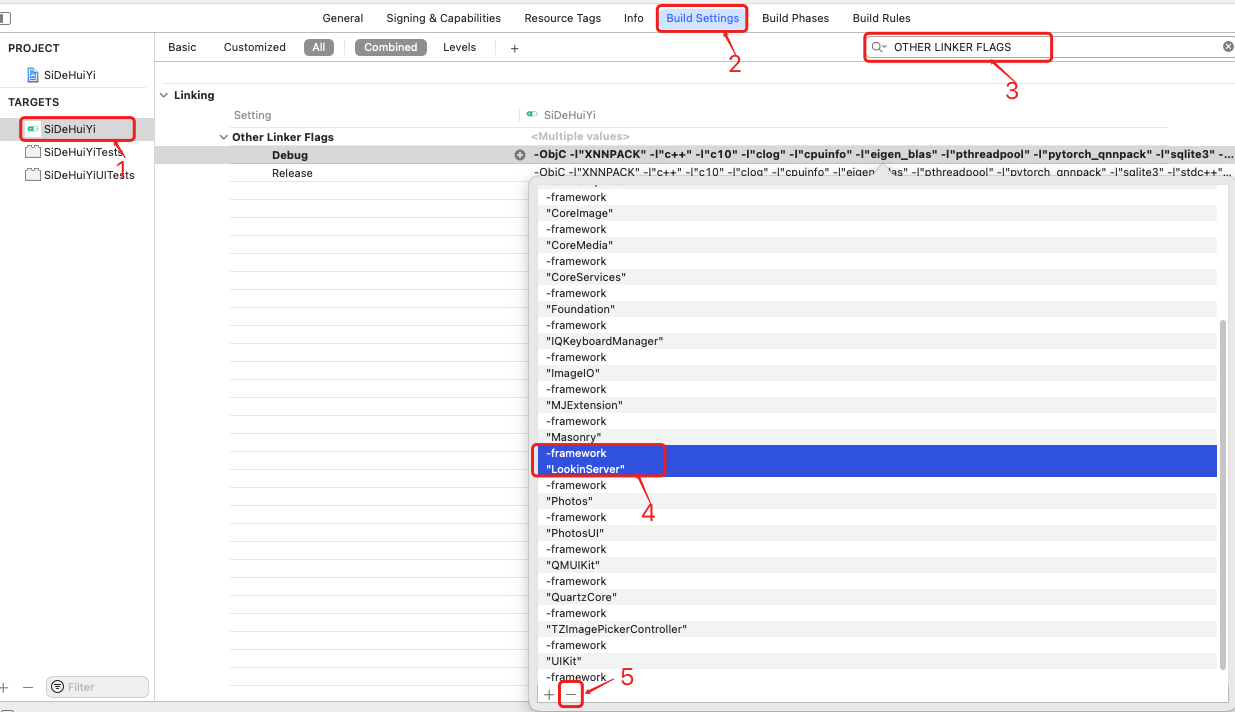 General Signing & Capabilities Resource Tags Info Build Settings Build Phases Build Rules
PROJECT
SiDeHuiYi
TARGETS
SiDeHuiYi
SiDeHuiYiTests
SiDeHuiYiUITests
1
Basic Customized All Combined Levels +
OTHER LINKER FLAGS
2
3
Linking
Setting SiDeHuiYi
Other Linker Flags <Multiple values>
Debug -ObjC -l"XNNPACK" -l"c++" -l"c10" -l"clog" -l"cpuinfo" -l"eigen_blas" -l"pthreadpool" -l"pytorch_qnnpack" -l"sqlite3" -...
Release -ObjC -l"XNNPACK" -l"c++" -l"c10" -l"clog" -l"cpuinfo" -l"eigen_blas" -l"pthreadpool" -l"pytorch_qnnpack" -l"sqlite3" -l"stdc++"...
-framework
"CoreImage"
-framework
"CoreMedia"
-framework
"CoreServices"
-framework
"Foundation"
-framework
"IQKeyboardManager"
-framework
"ImageIO"
-framework
"MJExtension"
-framework
"Masonry"
-framework
"LookinServer"
-framework
4
"Photos"
-framework
"PhotosUI"
-framework
"QMUIKit"
-framework
"QuartzCore"
-framework
"TZImagePickerController"
-framework
"UIKit"
-framework
5
+ −
+ − Filter